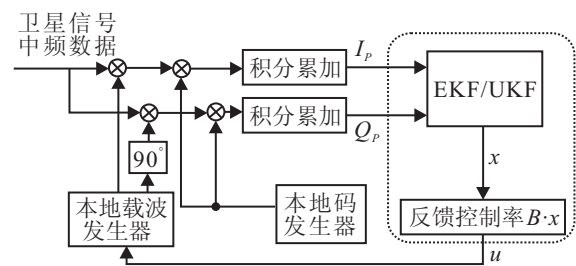 卫星信号
中频数据
积分累加
I_P
积分累加
Q_P
EKF/UKF
90°
x
本地载波
发生器
本地码
发生器
反馈控制率B·x
u